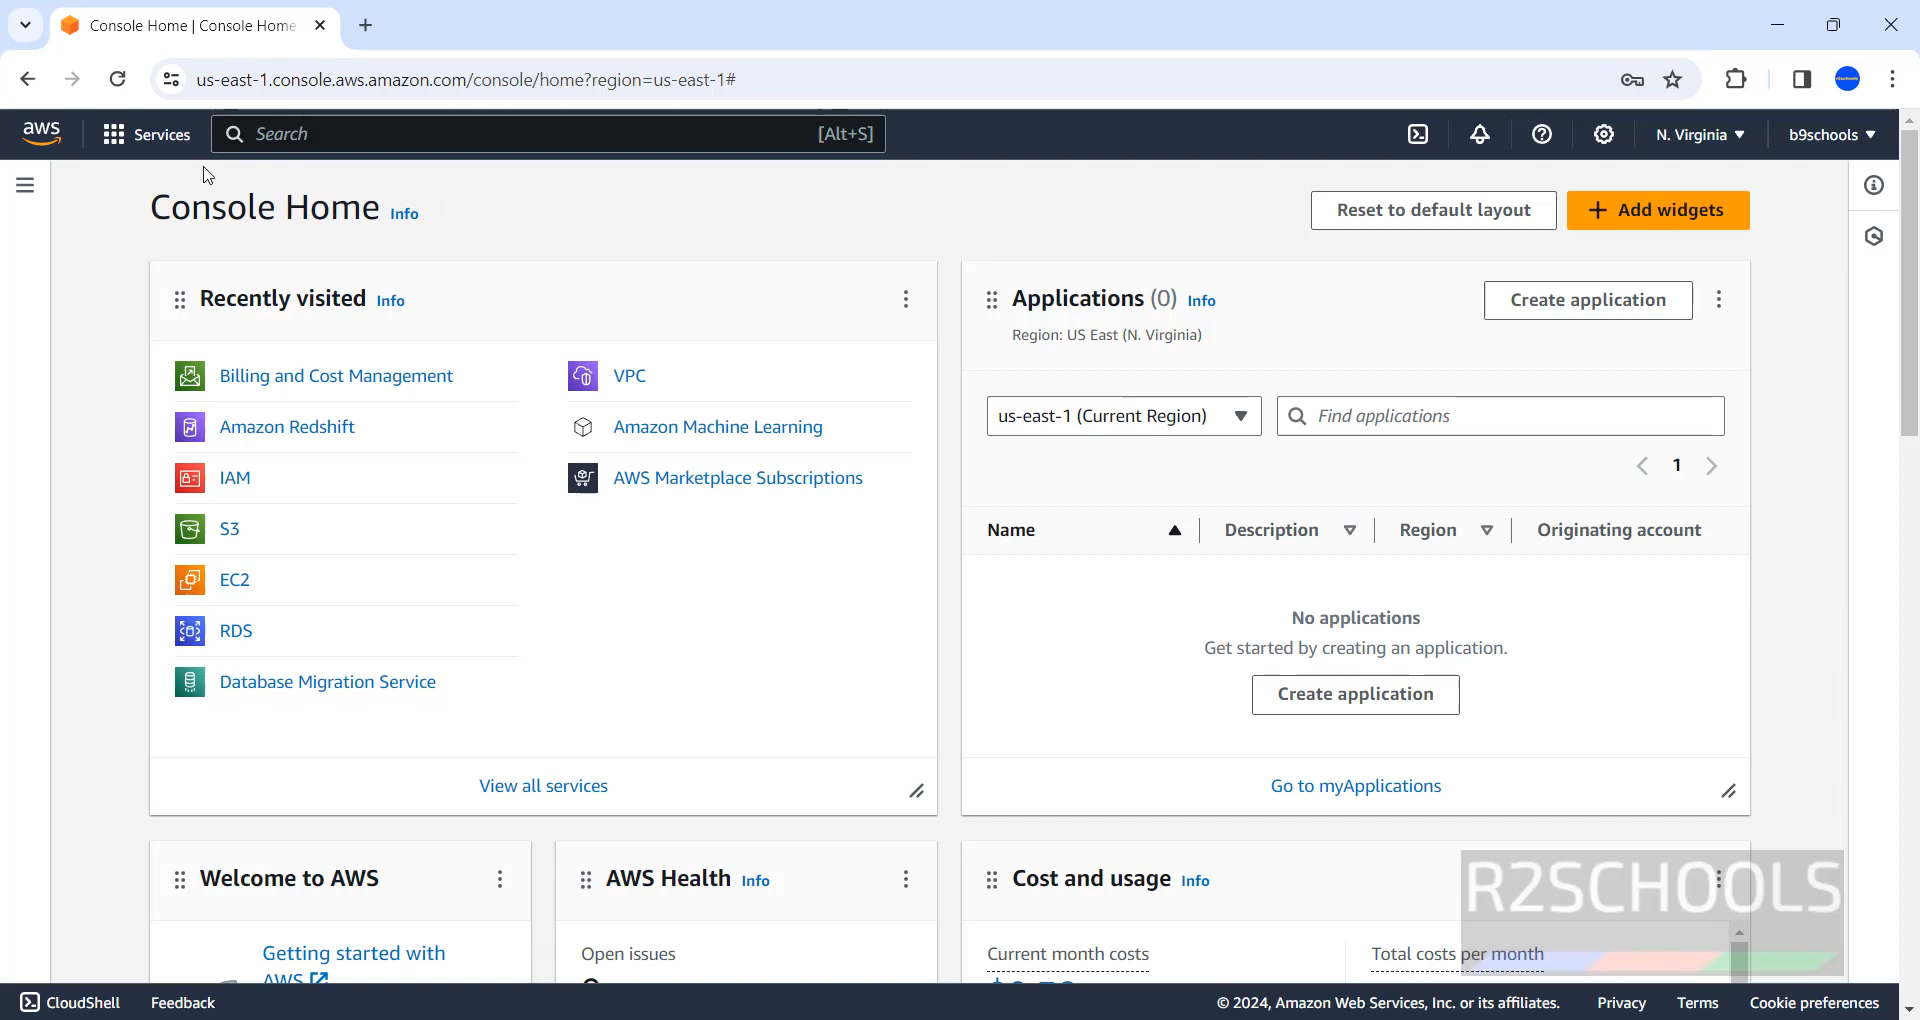 Console Home | Console Home
us-east-1.console.aws.amazon.com/console/home?region=us-east-1#
aws
Services
Search
[Alt+S]
N. Virginia
b9schools
Console Home Info
Reset to default layout
Add widgets
Recently visited Info
Billing and Cost Management
Amazon Redshift
IAM
S3
EC2
RDS
Database Migration Service
VPC
Amazon Machine Learning
AWS Marketplace Subscriptions
View all services
Applications (0) Info
Create application
Region: US East (N. Virginia)
us-east-1 (Current Region)
Find applications
1
Name Description Region Originating account
No applications
Get started by creating an application.
Create application
Go to myApplications
Welcome to AWS
Getting started with
AWS
AWS Health Info
Open issues
Cost and usage Info
Current month costs
Total costs per month
R2SCHOOLS
CloudShell
Feedback
© 2024, Amazon Web Services, Inc. or its affiliates.
Privacy
Terms
Cookie preferences